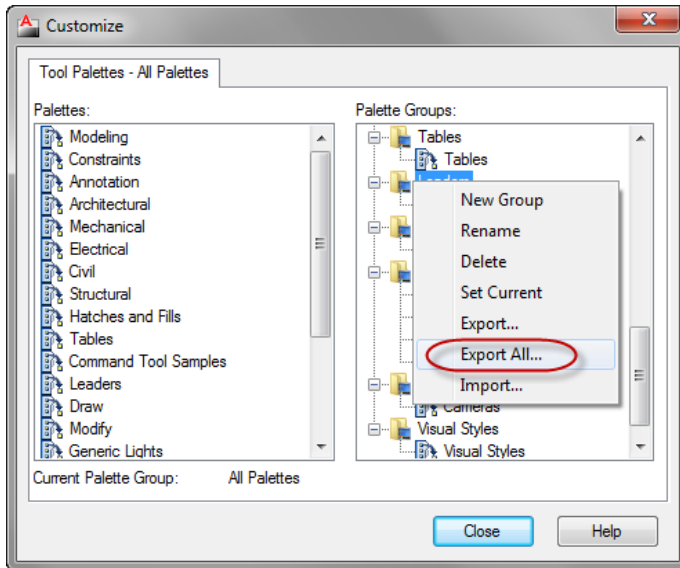 Customize
Tool Palettes - All Palettes
Palettes:
Modeling
Constraints
Annotation
Architectural
Mechanical
Electrical
Civil
Structural
Hatches and Fills
Tables
Command Tool Samples
Leaders
Draw
Modify
Generic Lights
Palette Groups:
Tables
Tables
Leaders
New Group
Rename
Delete
Set Current
Export...
Export All...
Import...
Cameras
Visual Styles
Visual Styles
Current Palette Group: All Palettes
Close Help